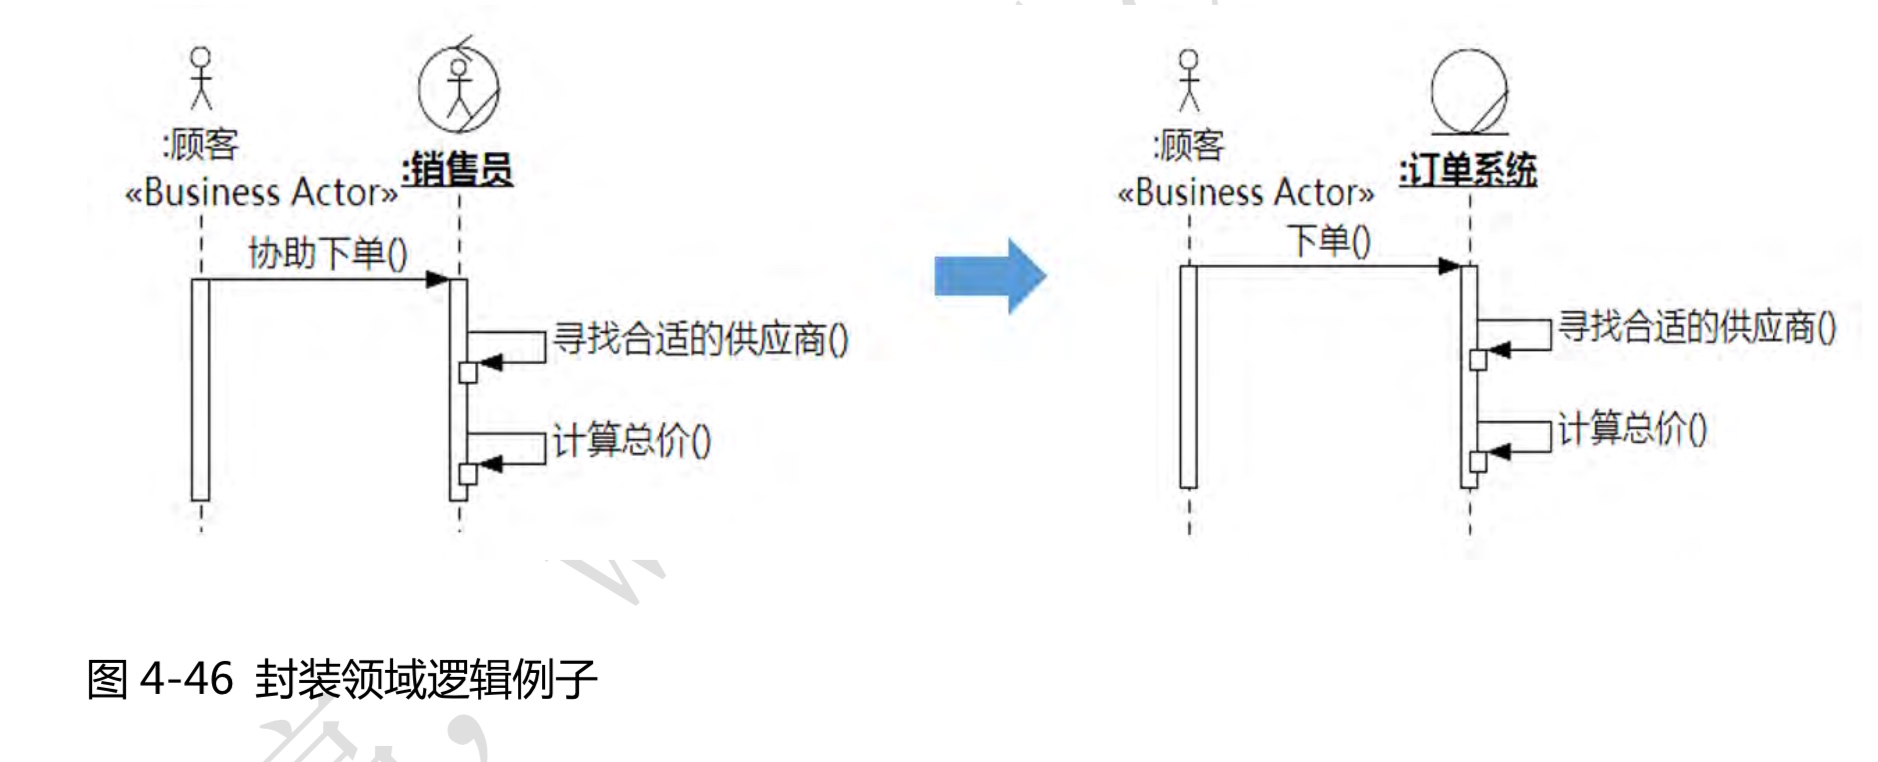 :顾客
«Business Actor»
:销售员
协助下单()
寻找合适的供应商()
计算总价()
:顾客
«Business Actor»
:订单系统
下单()
寻找合适的供应商()
计算总价()
图 4-46 封装领域逻辑例子